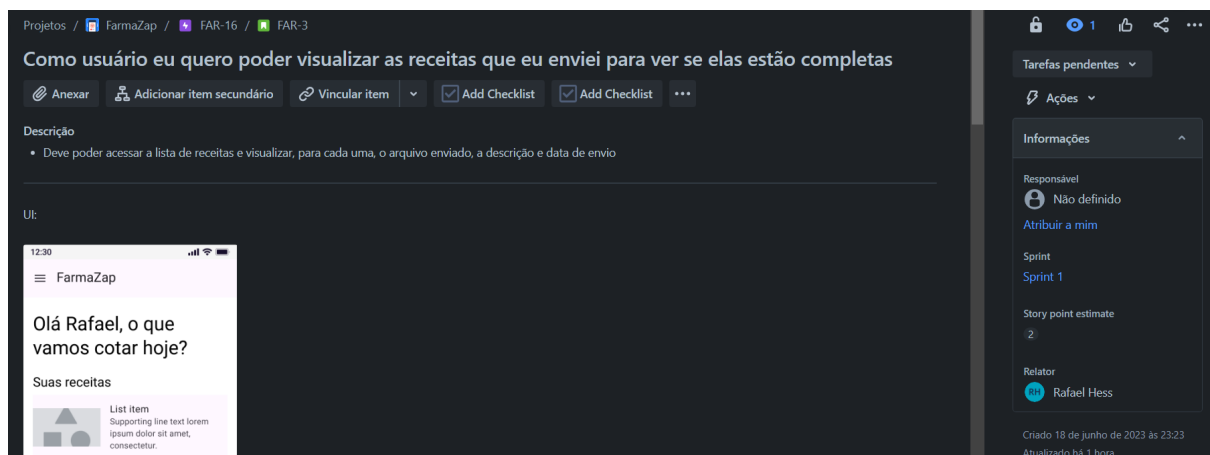 Projetos / FarmaZap / FAR-16 / FAR-3
1
Como usuário eu quero poder visualizar as receitas que eu enviei para ver se elas estão completas
Tarefas pendentes
Anexar Adicionar item secundário Vincular item Add Checklist Add Checklist
Ações
Descrição
• Deve poder acessar a lista de receitas e visualizar, para cada uma, o arquivo enviado, a descrição e data de envio
UI:
12:30
FarmaZap
Olá Rafael, o que
vamos cotar hoje?
Suas receitas
List item
Supporting line text lorem
ipsum dolor sit amet,
consectetur.
Informações
Responsável
Não definido
Atribuir a mim
Sprint
Sprint 1
Story point estimate
2
Relator
RH Rafael Hess
Criado 18 de junho de 2023 às 23:23
Atualizado há 1 hora